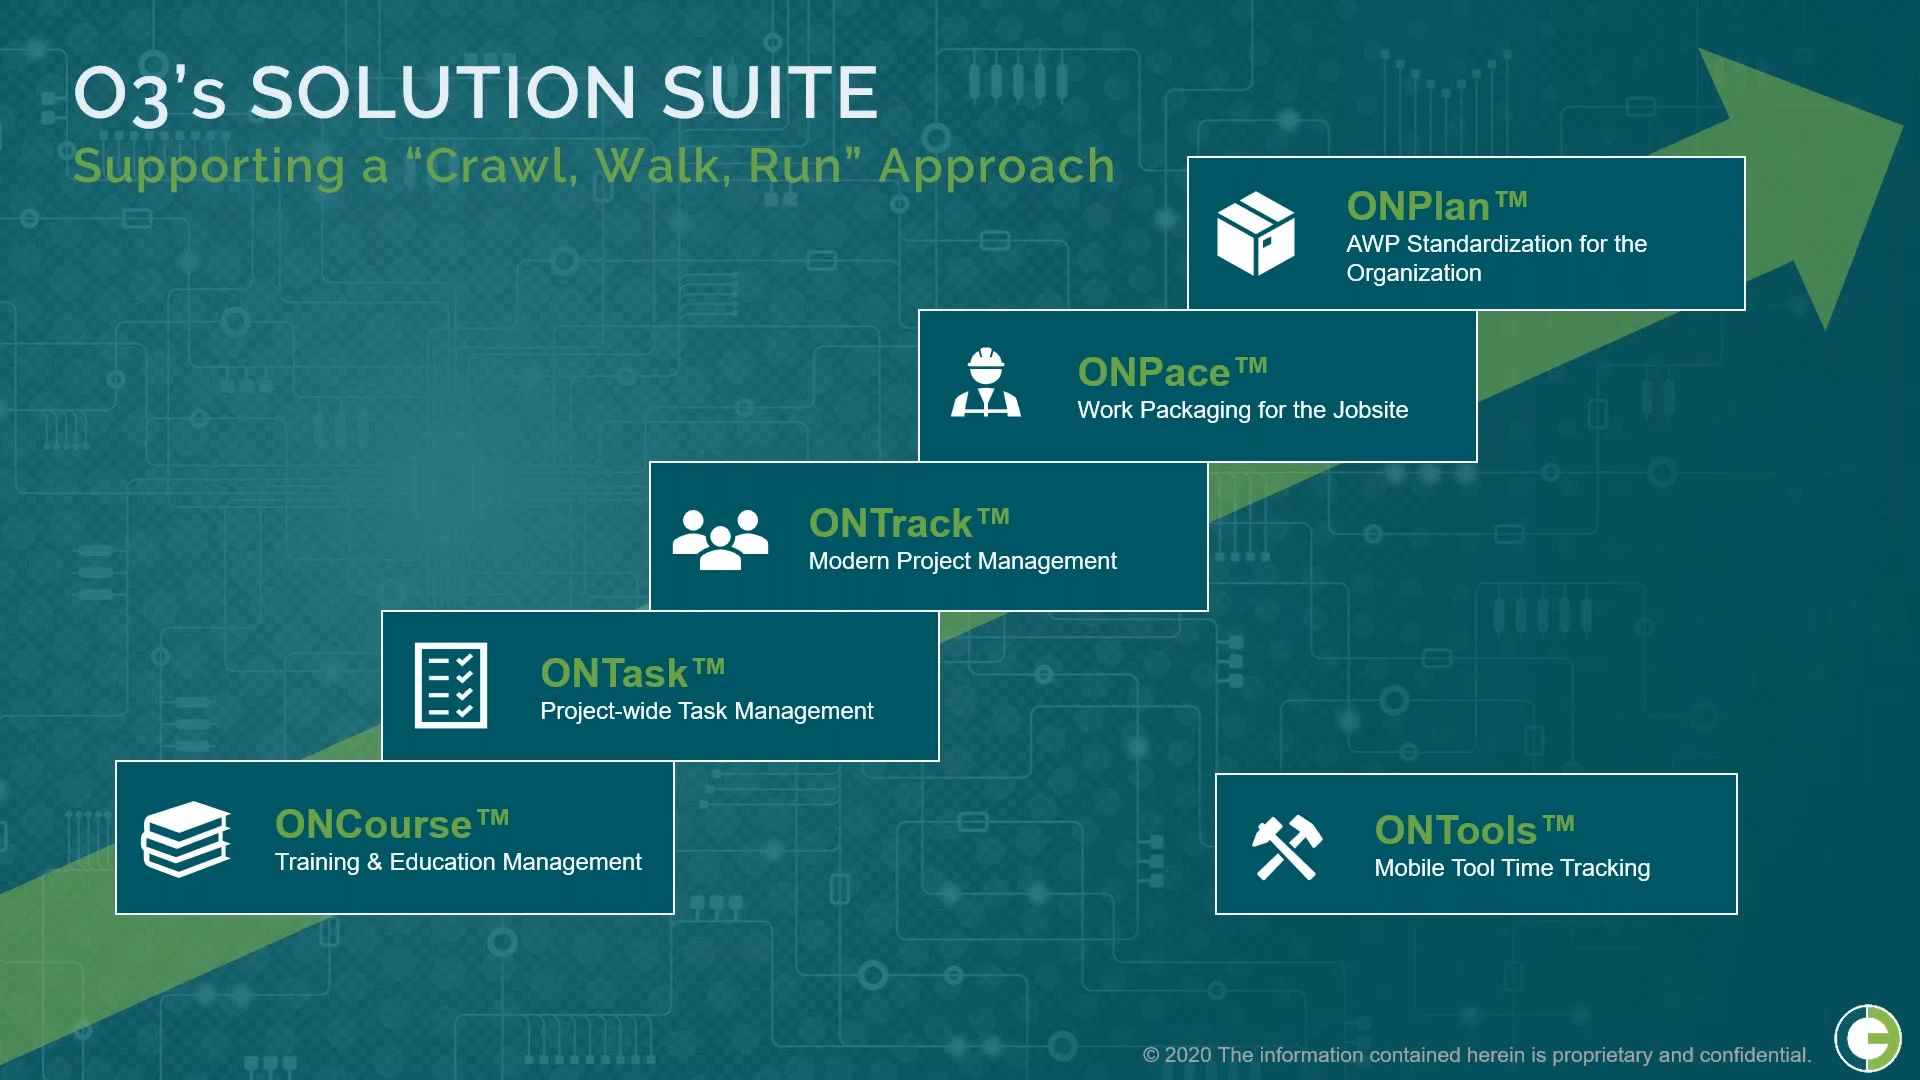 O3’s SOLUTION SUITE
Supporting a “Crawl, Walk, Run” Approach
ONPlan™
AWP Standardization for the
Organization
ONPace™
Work Packaging for the Jobsite
ONTrack™
Modern Project Management
ONTask™
Project-wide Task Management
ONCourse™
Training & Education Management
ONTools™
Mobile Tool Time Tracking
© 2020 The information contained herein is proprietary and confidential.